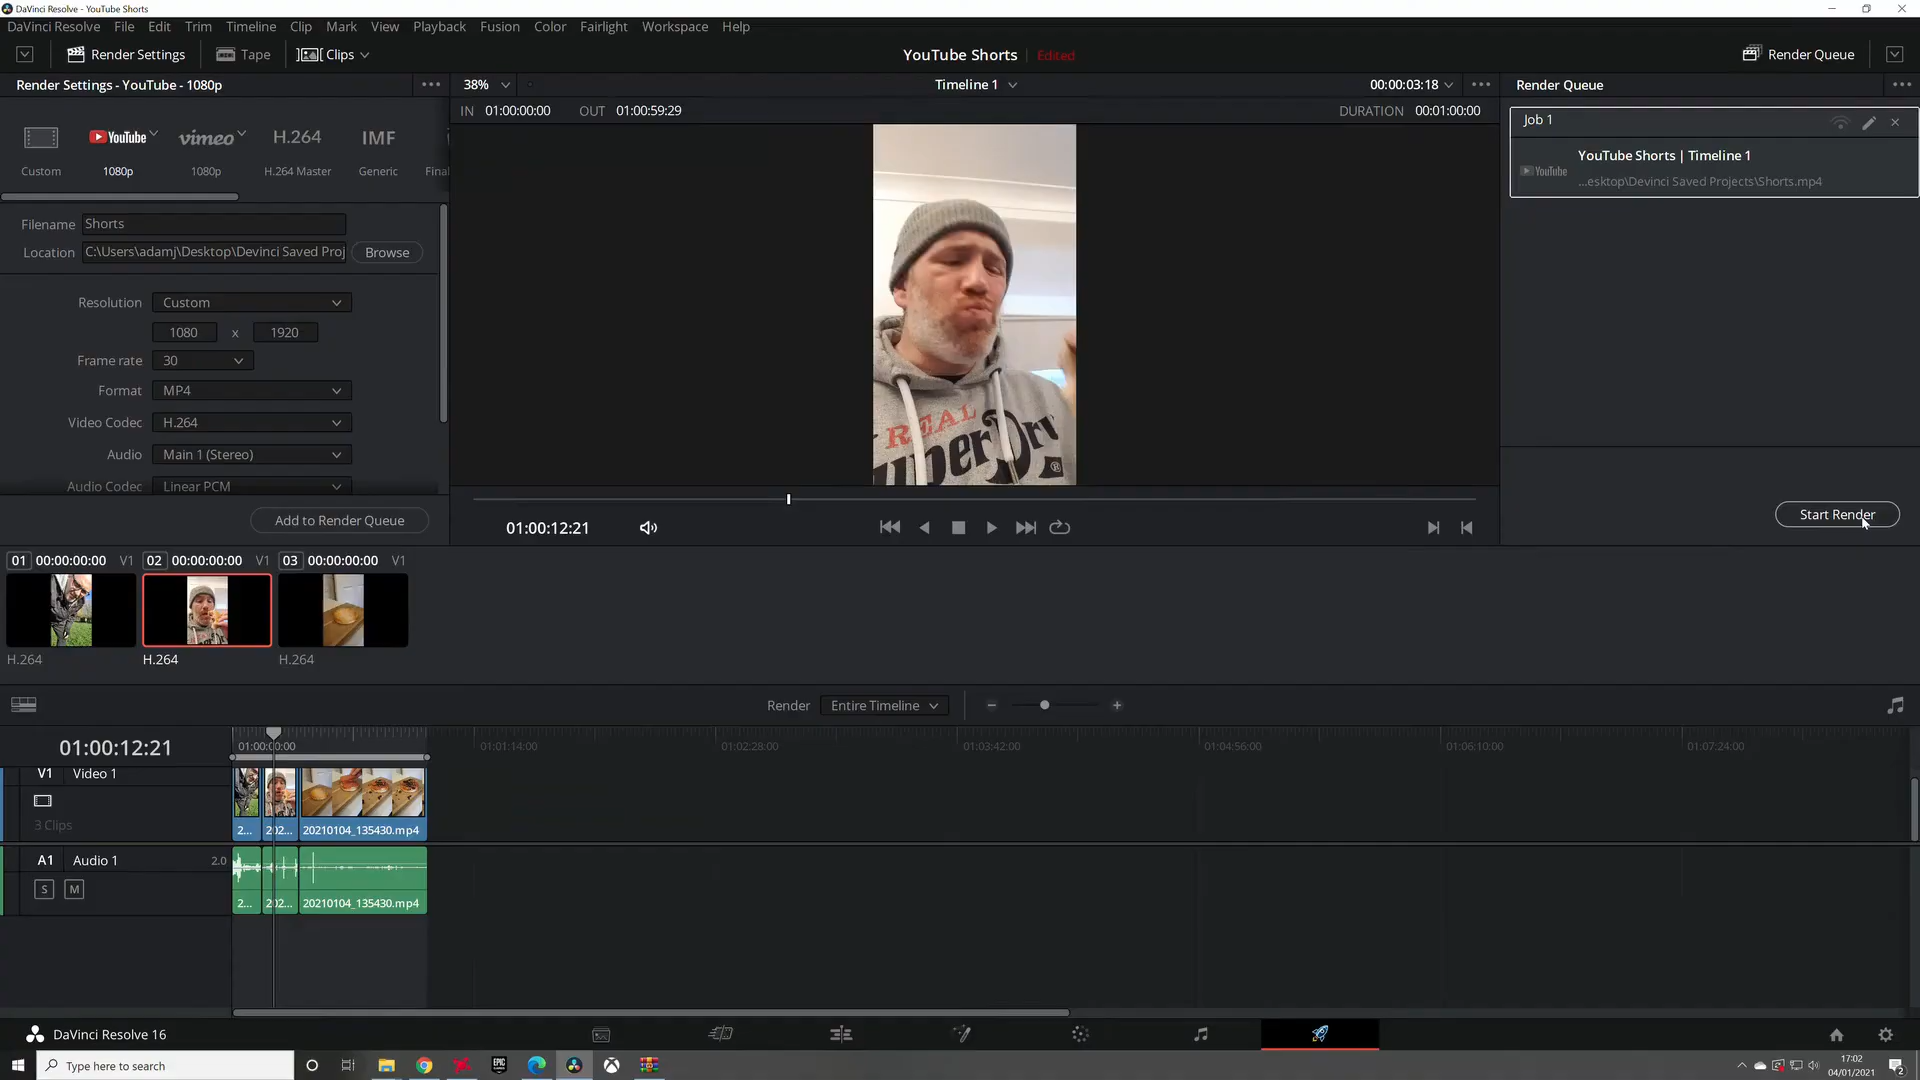 DaVinci Resolve - YouTube Shorts
DaVinci Resolve File Edit Trim Timeline Clip Mark View Playback Fusion Color Fairlight Workspace Help
Render Settings Tape Clips YouTube Shorts Edited Render Queue
Render Settings - YouTube - 1080p 38% Timeline 1 00:00:03:18 Render Queue
IN 01:00:00:00 OUT 01:00:59:29 DURATION 00:01:00:00
Job 1
YouTube vimeo H.264 IMF
Custom 1080p 1080p H.264 Master Generic Final
YouTube Shorts | Timeline 1
YouTube
...esktop\Devinci Saved Projects\Shorts.mp4
Filename Shorts
Location C:\Users\adamj\Desktop\Devinci Saved Proj Browse
Resolution Custom
1080 x 1920
Frame rate 30
Format MP4
Video Codec H.264
Audio Main 1 (Stereo)
Audio Codec Linear PCM
REAL
®
Add to Render Queue
01:00:12:21
Start Render
01 00:00:00:00 V1 02 00:00:00:00 V1 03 00:00:00:00 V1
H.264 H.264 H.264
Render Entire Timeline
01:00:12:21
01:00:00:00 01:01:14:00 01:02:28:00 01:03:42:00 01:04:56:00 01:06:10:00 01:07:24:00
V1 Video 1
3 Clips
2... 202... 20210104_135430.mp4
A1 Audio 1 2.0
S M
2... 202... 20210104_135430.mp4
DaVinci Resolve 16
Type here to search
EPIC
17:02
04/01/2021
2